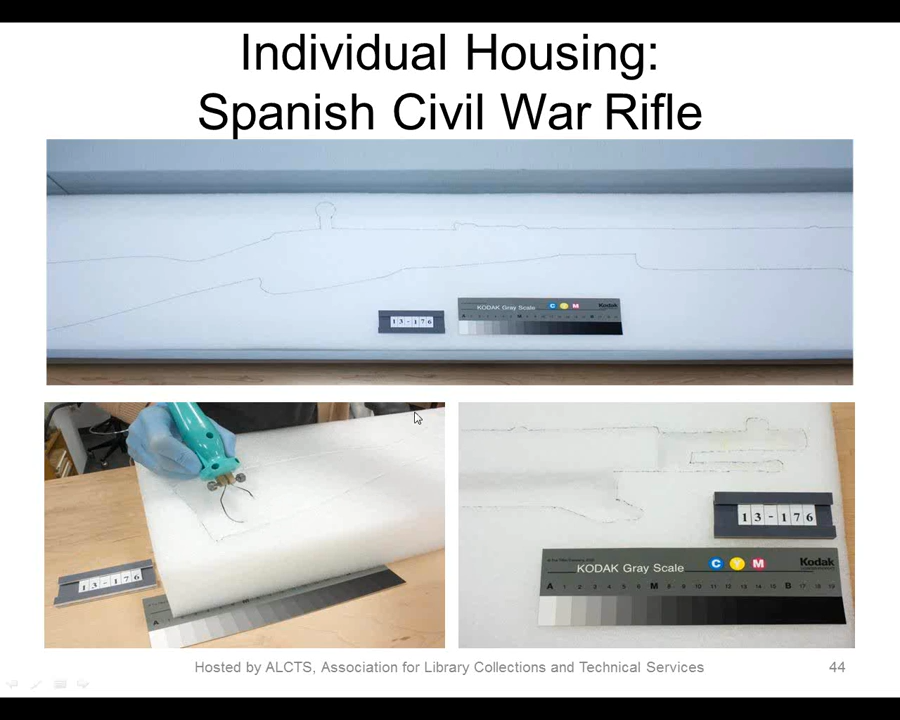 Individual Housing:
Spanish Civil War Rifle
13-176
KODAK Gray Scale C Y M Kodak
13-176
A
13-176
KODAK Gray Scale C Y M Kodak
A 1 2 3 4 5 6 M 8 9 10 11 12 13 14 15 B 17 18 19
Hosted by ALCTS, Association for Library Collections and Technical Services
44